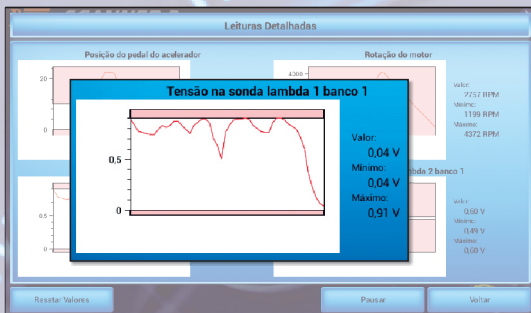 Leituras Detalhadas
Posição do pedal do acelerador
Rotação do motor
20
0
4000
Valor:
2757 RPM
Mínimo:
1199 RPM
Máximo:
4372 RPM
Tensão na sonda lambda 1 banco 1
0,5
0
Valor:
0,04 V
Mínimo:
0,04 V
Máximo:
0,91 V
0.5
0
bda 2 banco 1
Valor:
0,60 V
Mínimo:
0,49 V
Máximo:
0,60 V
Resetar Valores
Pausar
Voltar